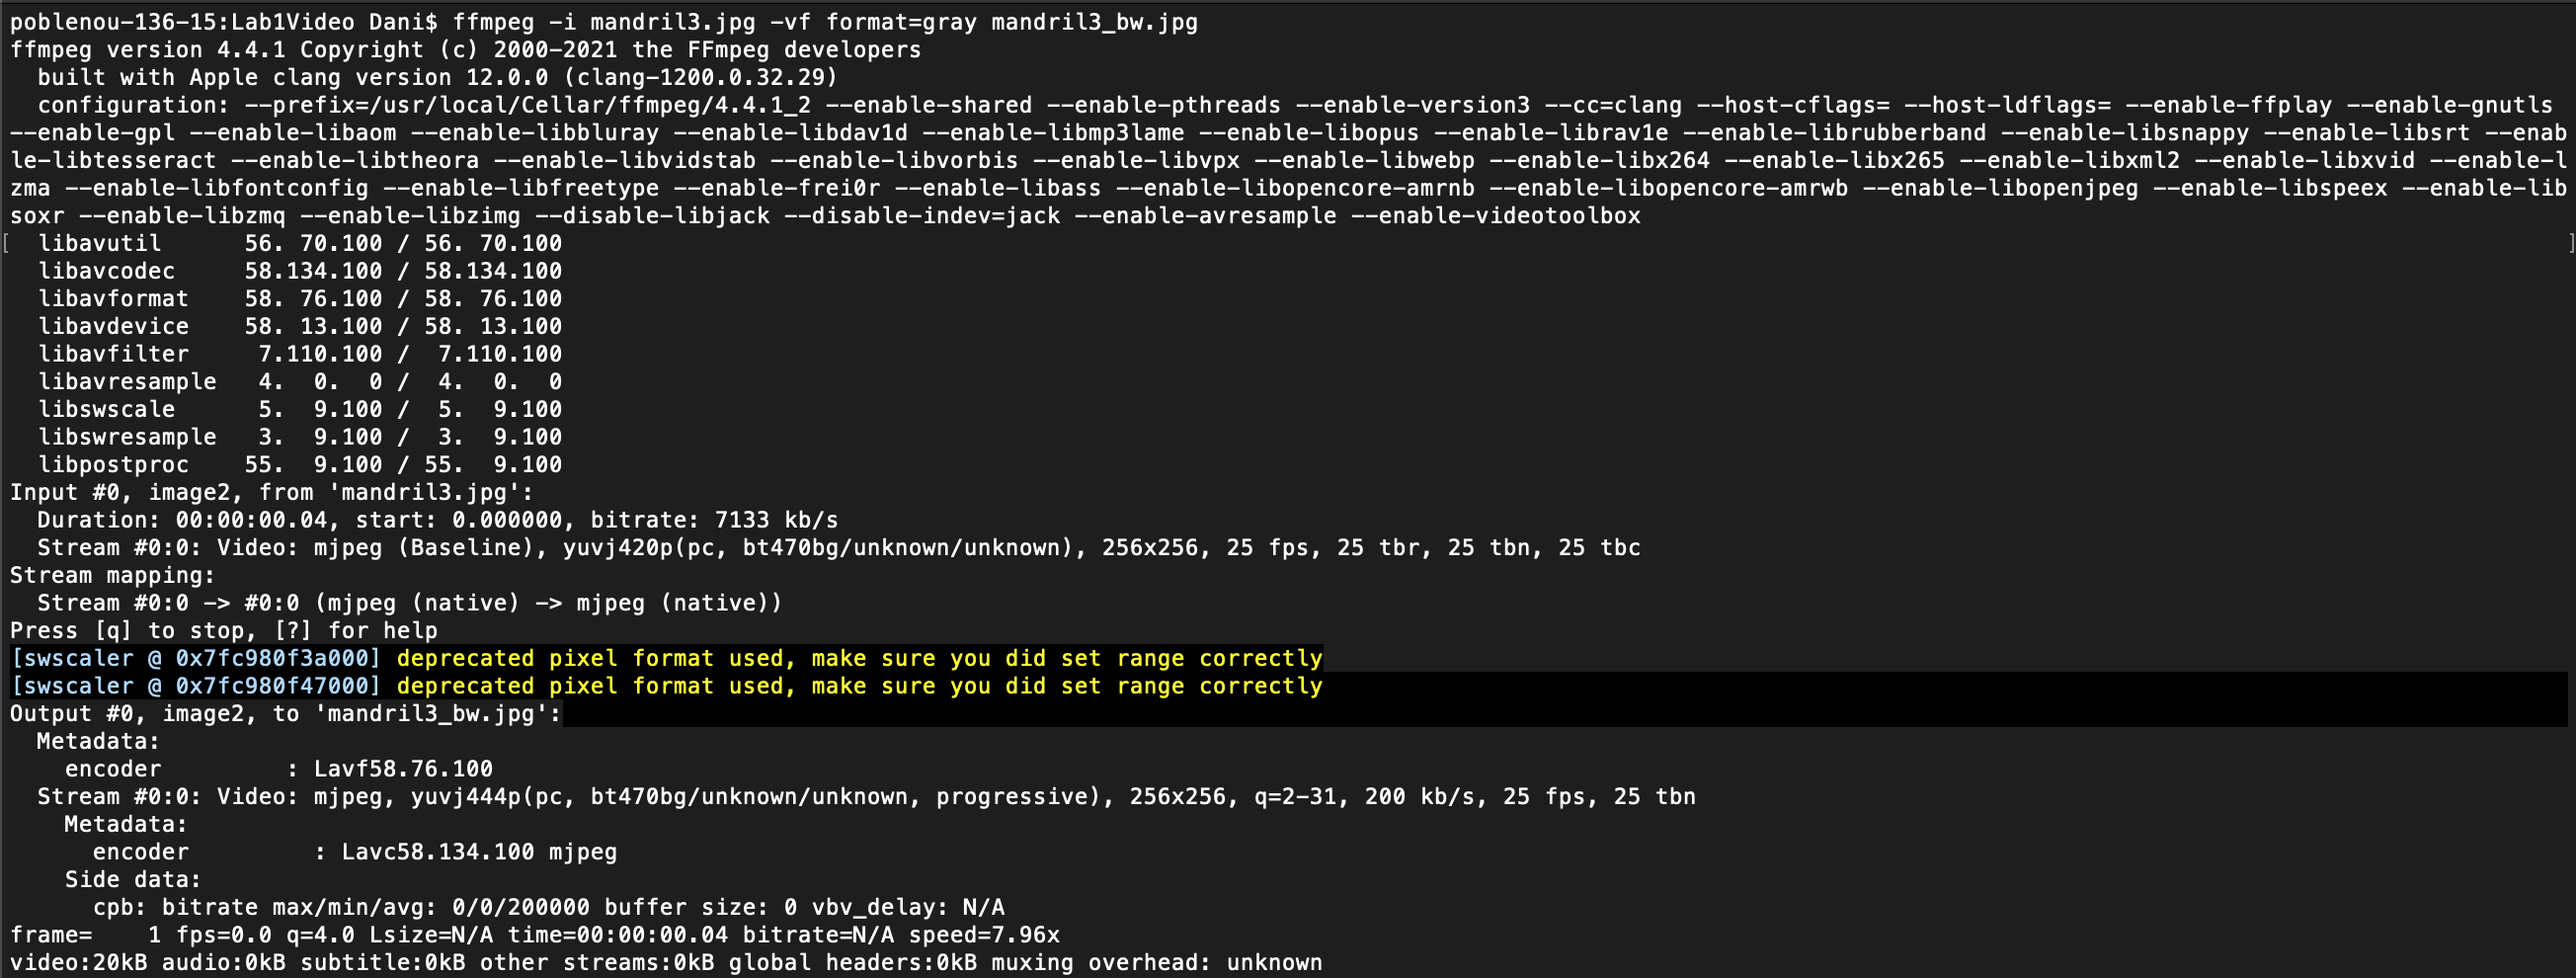 poblenou-136-15:Lab1Video Dani$ ffmpeg -i mandril3.jpg -vf format=gray mandril3_bw.jpg
ffmpeg version 4.4.1 Copyright (c) 2000-2021 the FFmpeg developers
  built with Apple clang version 12.0.0 (clang-1200.0.32.29)
  configuration: --prefix=/usr/local/Cellar/ffmpeg/4.4.1_2 --enable-shared --enable-pthreads --enable-version3 --cc=clang --host-cflags= --host-ldflags= --enable-ffplay --enable-gnutls
--enable-gpl --enable-libaom --enable-libbluray --enable-libdav1d --enable-libmp3lame --enable-libopus --enable-librav1e --enable-librubberband --enable-libsnappy --enable-libsrt --enab
le-libtesseract --enable-libtheora --enable-libvidstab --enable-libvorbis --enable-libvpx --enable-libwebp --enable-libx264 --enable-libx265 --enable-libxml2 --enable-libxvid --enable-l
zma --enable-libfontconfig --enable-libfreetype --enable-frei0r --enable-libass --enable-libopencore-amrnb --enable-libopencore-amrwb --enable-libopenjpeg --enable-libspeex --enable-lib
soxr --enable-libzmq --enable-libzimg --disable-libjack --disable-indev=jack --enable-avresample --enable-videotoolbox
[ libavutil      56. 70.100 / 56. 70.100 ]
  libavcodec     58.134.100 / 58.134.100
  libavformat    58. 76.100 / 58. 76.100
  libavdevice    58. 13.100 / 58. 13.100
  libavfilter     7.110.100 /  7.110.100
  libavresample   4.  0.  0 /  4.  0.  0
  libswscale      5.  9.100 /  5.  9.100
  libswresample   3.  9.100 /  3.  9.100
  libpostproc    55.  9.100 / 55.  9.100
Input #0, image2, from 'mandril3.jpg':
  Duration: 00:00:00.04, start: 0.000000, bitrate: 7133 kb/s
  Stream #0:0: Video: mjpeg (Baseline), yuvj420p(pc, bt470bg/unknown/unknown), 256x256, 25 fps, 25 tbr, 25 tbn, 25 tbc
Stream mapping:
  Stream #0:0 -> #0:0 (mjpeg (native) -> mjpeg (native))
Press [q] to stop, [?] for help
[swscaler @ 0x7fc980f3a000] deprecated pixel format used, make sure you did set range correctly
[swscaler @ 0x7fc980f47000] deprecated pixel format used, make sure you did set range correctly
Output #0, image2, to 'mandril3_bw.jpg':
  Metadata:
    encoder         : Lavf58.76.100
  Stream #0:0: Video: mjpeg, yuvj444p(pc, bt470bg/unknown/unknown, progressive), 256x256, q=2-31, 200 kb/s, 25 fps, 25 tbn
    Metadata:
      encoder         : Lavc58.134.100 mjpeg
    Side data:
      cpb: bitrate max/min/avg: 0/0/200000 buffer size: 0 vbv_delay: N/A
frame=    1 fps=0.0 q=4.0 Lsize=N/A time=00:00:00.04 bitrate=N/A speed=7.96x
video:20kB audio:0kB subtitle:0kB other streams:0kB global headers:0kB muxing overhead: unknown